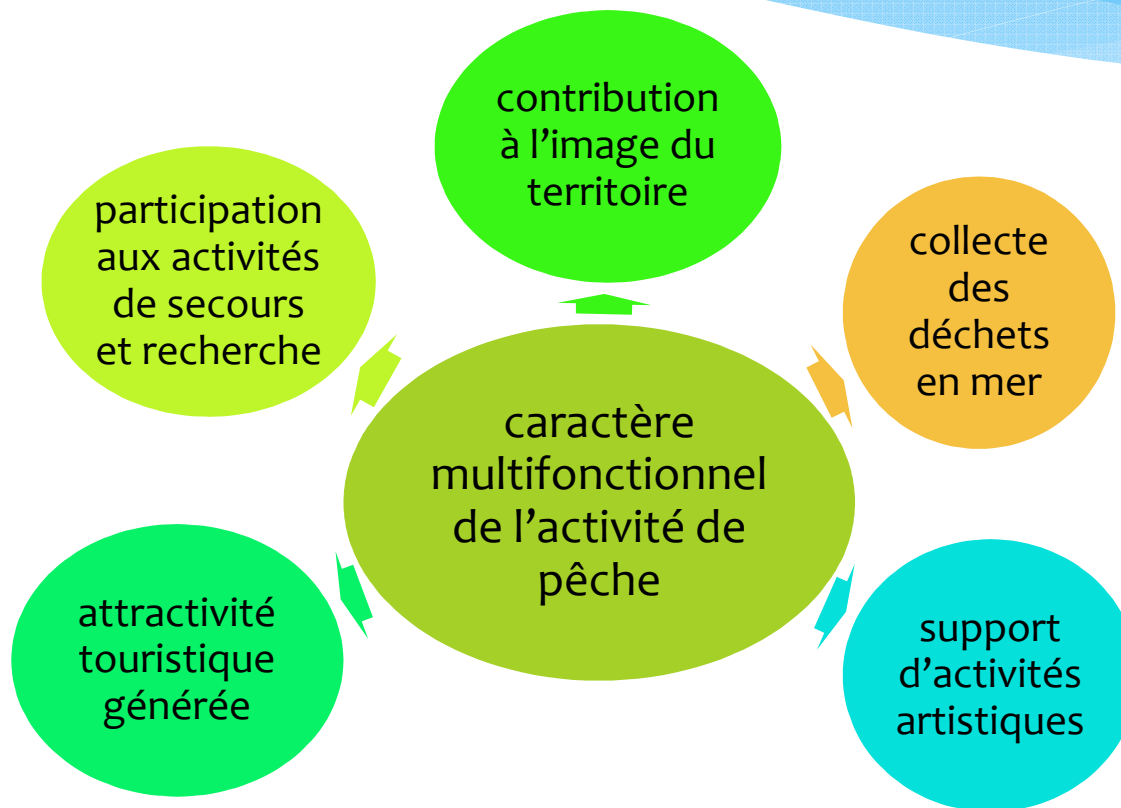 contribution
à l’image du
territoire
participation
aux activités
de secours
et recherche
collecte
des
déchets
en mer
caractère
multifonctionnel
de l’activité de
pêche
attractivité
touristique
générée
support
d’activités
artistiques